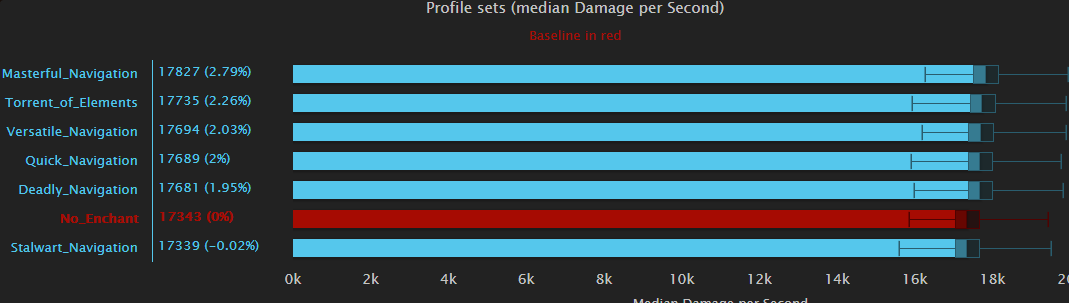 Profile sets (median Damage per Second)
Baseline in red
Masterful_Navigation 17827 (2.79%)
Torrent_of_Elements 17735 (2.26%)
Versatile_Navigation 17694 (2.03%)
Quick_Navigation 17689 (2%)
Deadly_Navigation 17681 (1.95%)
No_Enchant 17343 (0%)
Stalwart_Navigation 17339 (-0.02%)
0k 2k 4k 6k 8k 10k 12k 14k 16k 18k
Median Damage per Second